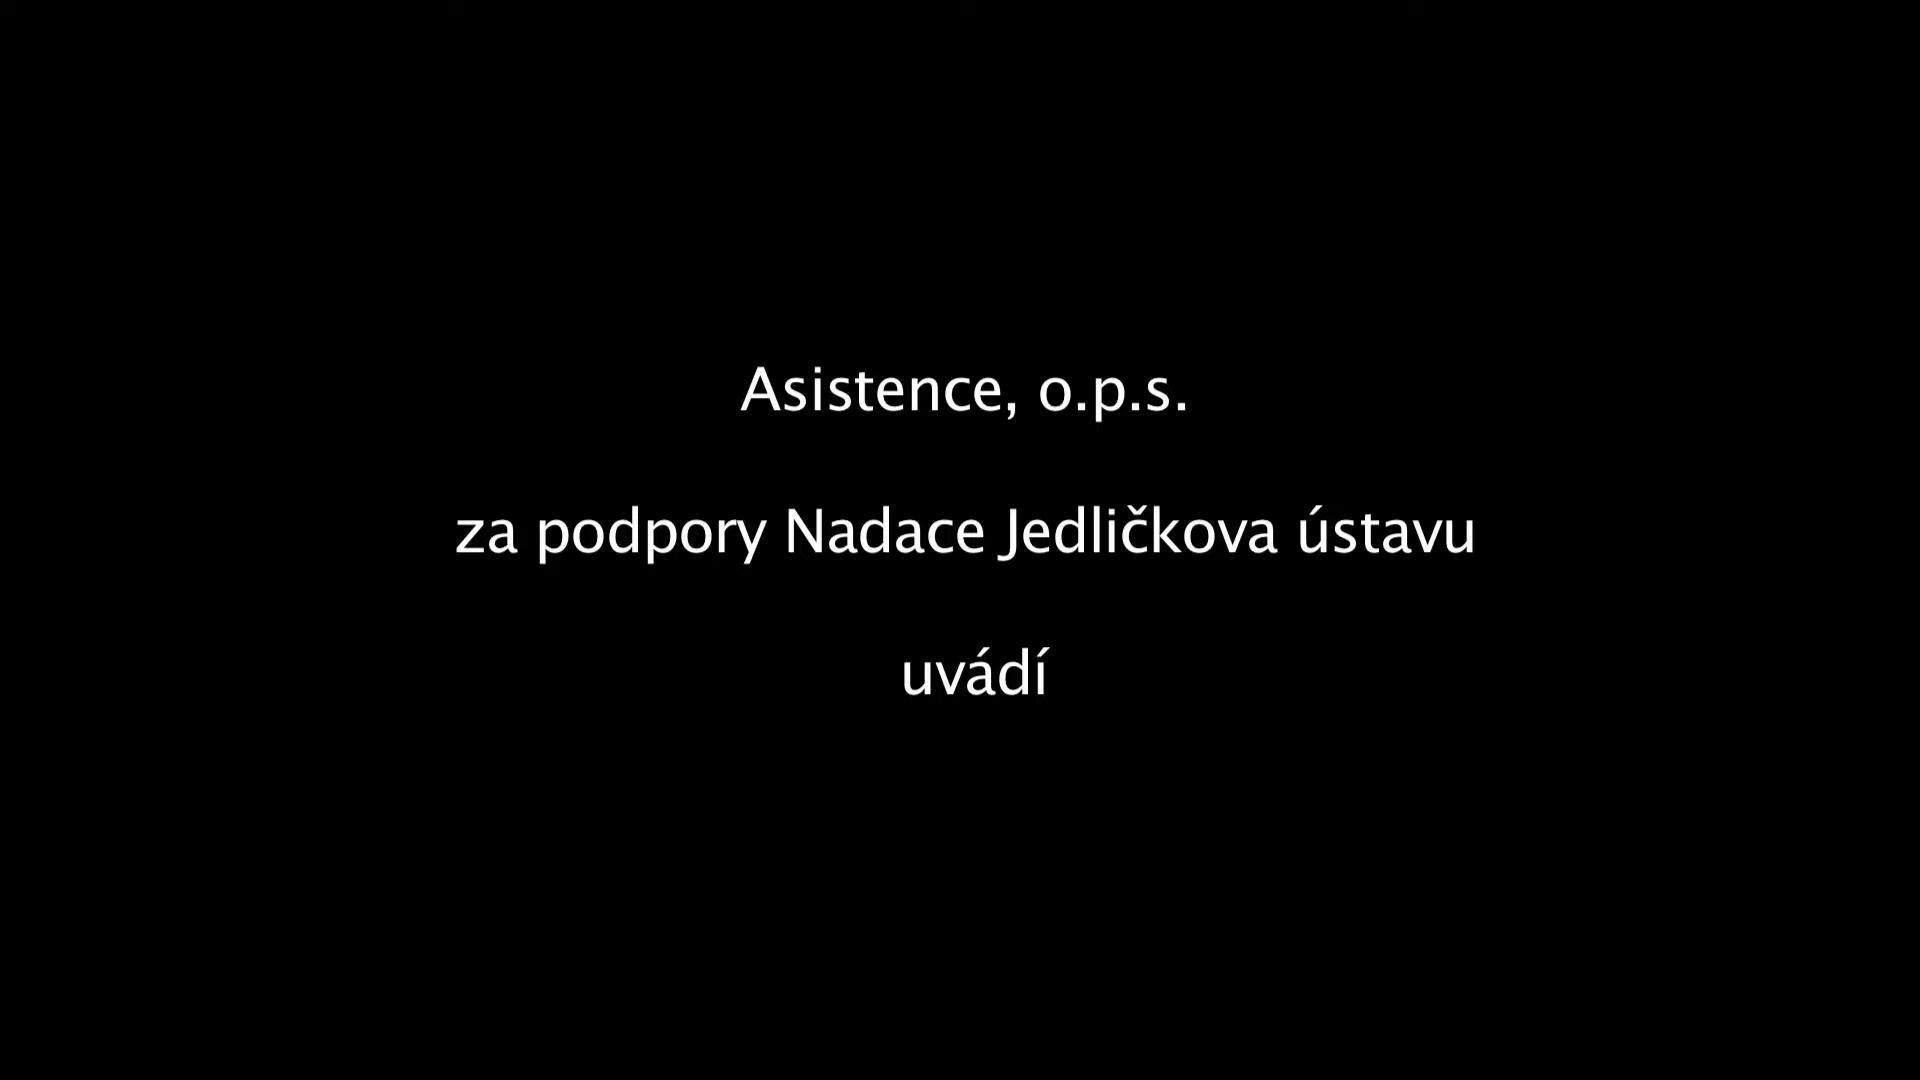 Asistence, o.p.s.
za podpory Nadace Jedličkova ústavu
uvádí